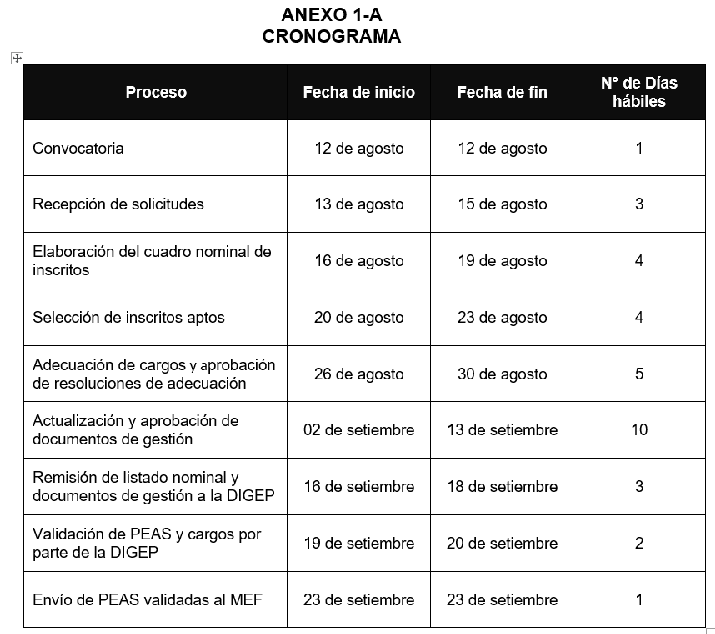 ANEXO 1-A
CRONOGRAMA
Proceso
Fecha de inicio
Fecha de fin
N° de Días
hábiles
Convocatoria
12 de agosto
12 de agosto
1
Recepción de solicitudes
13 de agosto
15 de agosto
3
Elaboración del cuadro nominal de
inscritos
16 de agosto
19 de agosto
4
Selección de inscritos aptos
20 de agosto
23 de agosto
4
Adecuación de cargos y aprobación
de resoluciones de adecuación
26 de agosto
30 de agosto
5
Actualización y aprobación de
documentos de gestión
02 de setiembre
13 de setiembre
10
Remisión de listado nominal y
documentos de gestión a la DIGEP
16 de setiembre
18 de setiembre
3
Validación de PEAS y cargos por
parte de la DIGEP
19 de setiembre
20 de setiembre
2
Envío de PEAS validadas al MEF
23 de setiembre
23 de setiembre
1